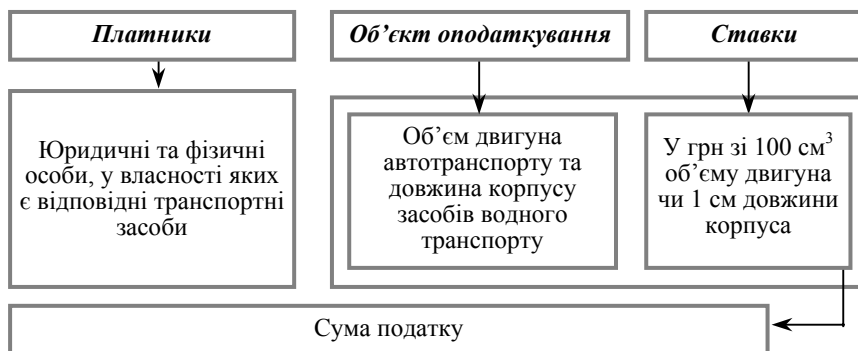 Платники
Об’єкт оподаткування
Ставки
Юридичні та фізичні
особи, у власності яких
є відповідні транспортні
засоби
Об’єм двигуна
автотранспорту та
довжина корпусу
засобів водного
транспорту
У грн зі 100 см³
об’єму двигуна
чи 1 см довжини
корпуса
Сума податку